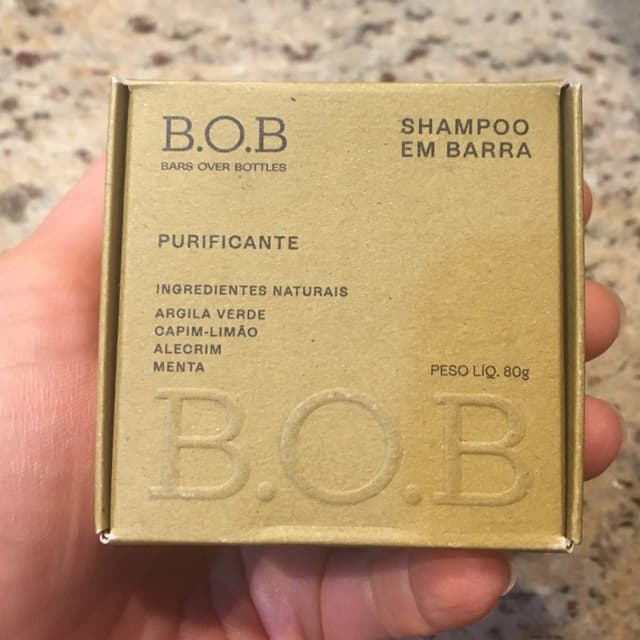 B.O.B
BARS OVER BOTTLES
SHAMPOO
EM BARRA
PURIFICANTE
INGREDIENTES NATURAIS
ARGILA VERDE
CAPIM-LIMÃO
ALECRIM
MENTA
PESO LÍQ. 80g
B.O.B